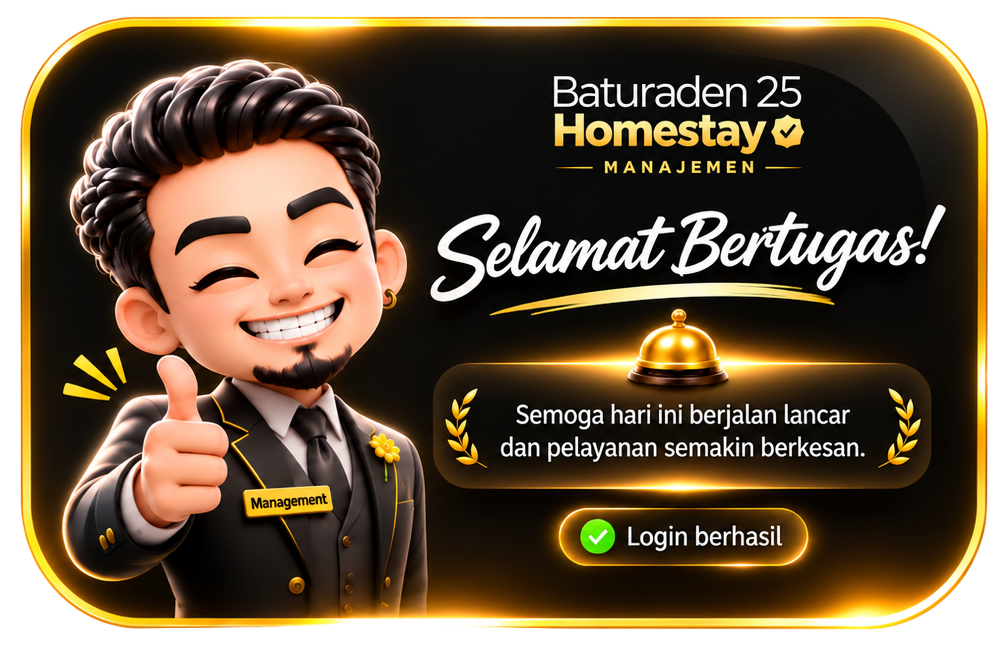 Baturaden 25
Homestay
MANAJEMEN
Selamat Bertugas!
Semoga hari ini berjalan lancar
dan pelayanan semakin berkesan.
Management
Login berhasil